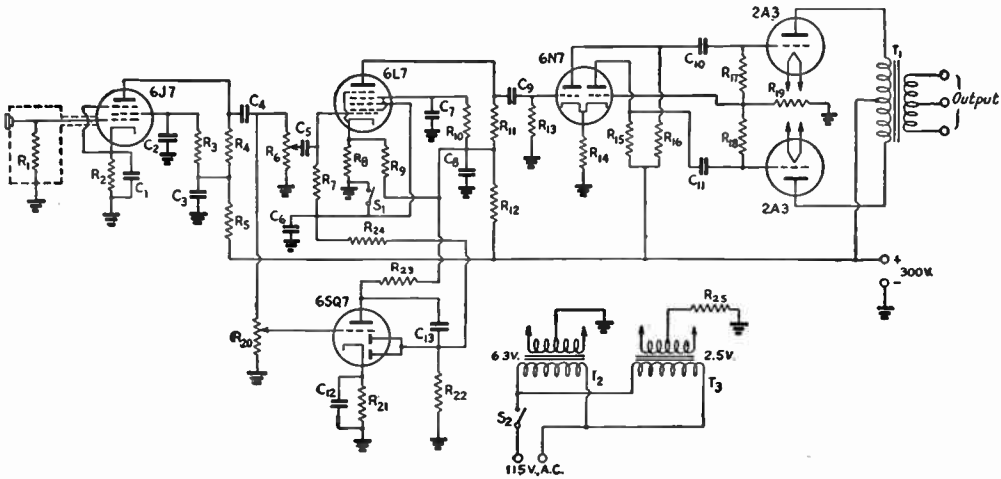 6J7
6L7
6N7
2A3
2A3
6SQ7
R1
R2
C1
C2
R3
C3
R4
R5
C4
R6
C5
R7
C6
R8
R9
S1
R24
C7
R10
C8
R11
R12
C9
R13
R14
R15
R16
C10
C11
R17
R18
R19
T1
Output
+
300V.
-
R20
R23
C13
C12
R21
R22
6.3V.
T2
R25
2.5V.
T3
S2
115V. A.C.